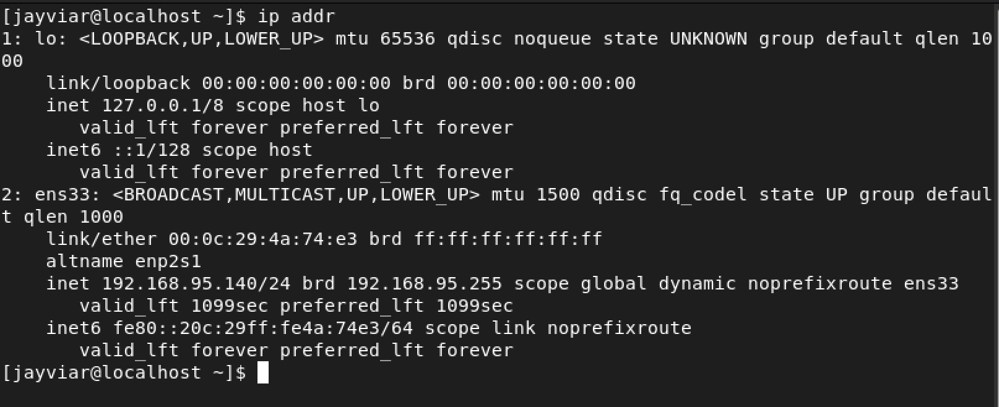 [jayviar@localhost ~]$ ip addr
1: lo: <LOOPBACK,UP,LOWER_UP> mtu 65536 qdisc noqueue state UNKNOWN group default qlen 10
00
    link/loopback 00:00:00:00:00:00 brd 00:00:00:00:00:00
    inet 127.0.0.1/8 scope host lo
       valid_lft forever preferred_lft forever
    inet6 ::1/128 scope host
       valid_lft forever preferred_lft forever
2: ens33: <BROADCAST,MULTICAST,UP,LOWER_UP> mtu 1500 qdisc fq_codel state UP group defaul
t qlen 1000
    link/ether 00:0c:29:4a:74:e3 brd ff:ff:ff:ff:ff:ff
    altname enp2s1
    inet 192.168.95.140/24 brd 192.168.95.255 scope global dynamic noprefixroute ens33
       valid_lft 1099sec preferred_lft 1099sec
    inet6 fe80::20c:29ff:fe4a:74e3/64 scope link noprefixroute
       valid_lft forever preferred_lft forever
[jayviar@localhost ~]$